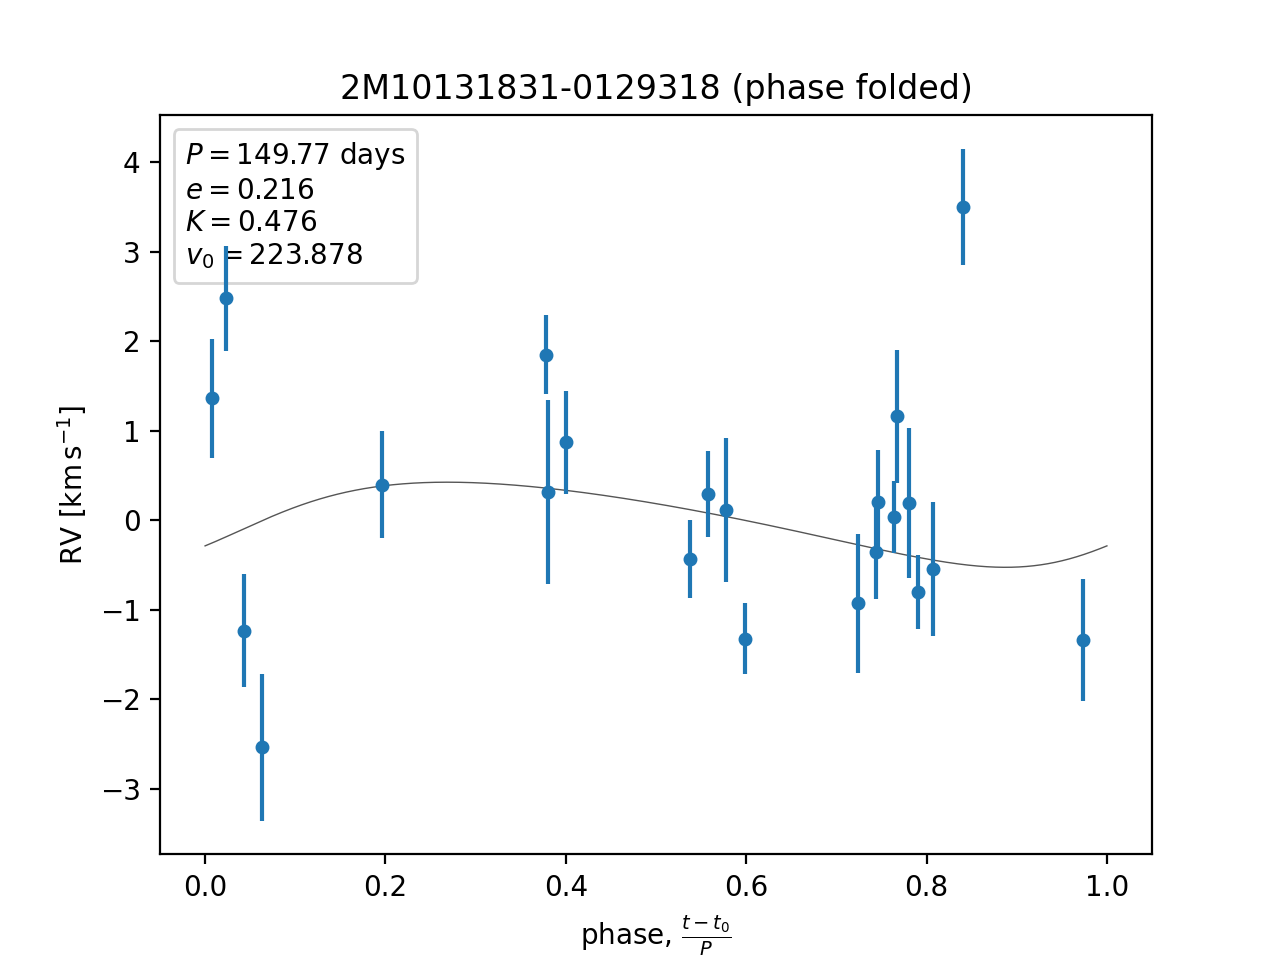 2M10131831-0129318 (phase folded)
P = 149.77 days
e = 0.216
K = 0.476
v₀ = 223.878
4
3
2
1
0
−1
−2
−3
RV [km s⁻¹]
0.0 0.2 0.4 0.6 0.8 1.0
phase, (t − t₀)/P